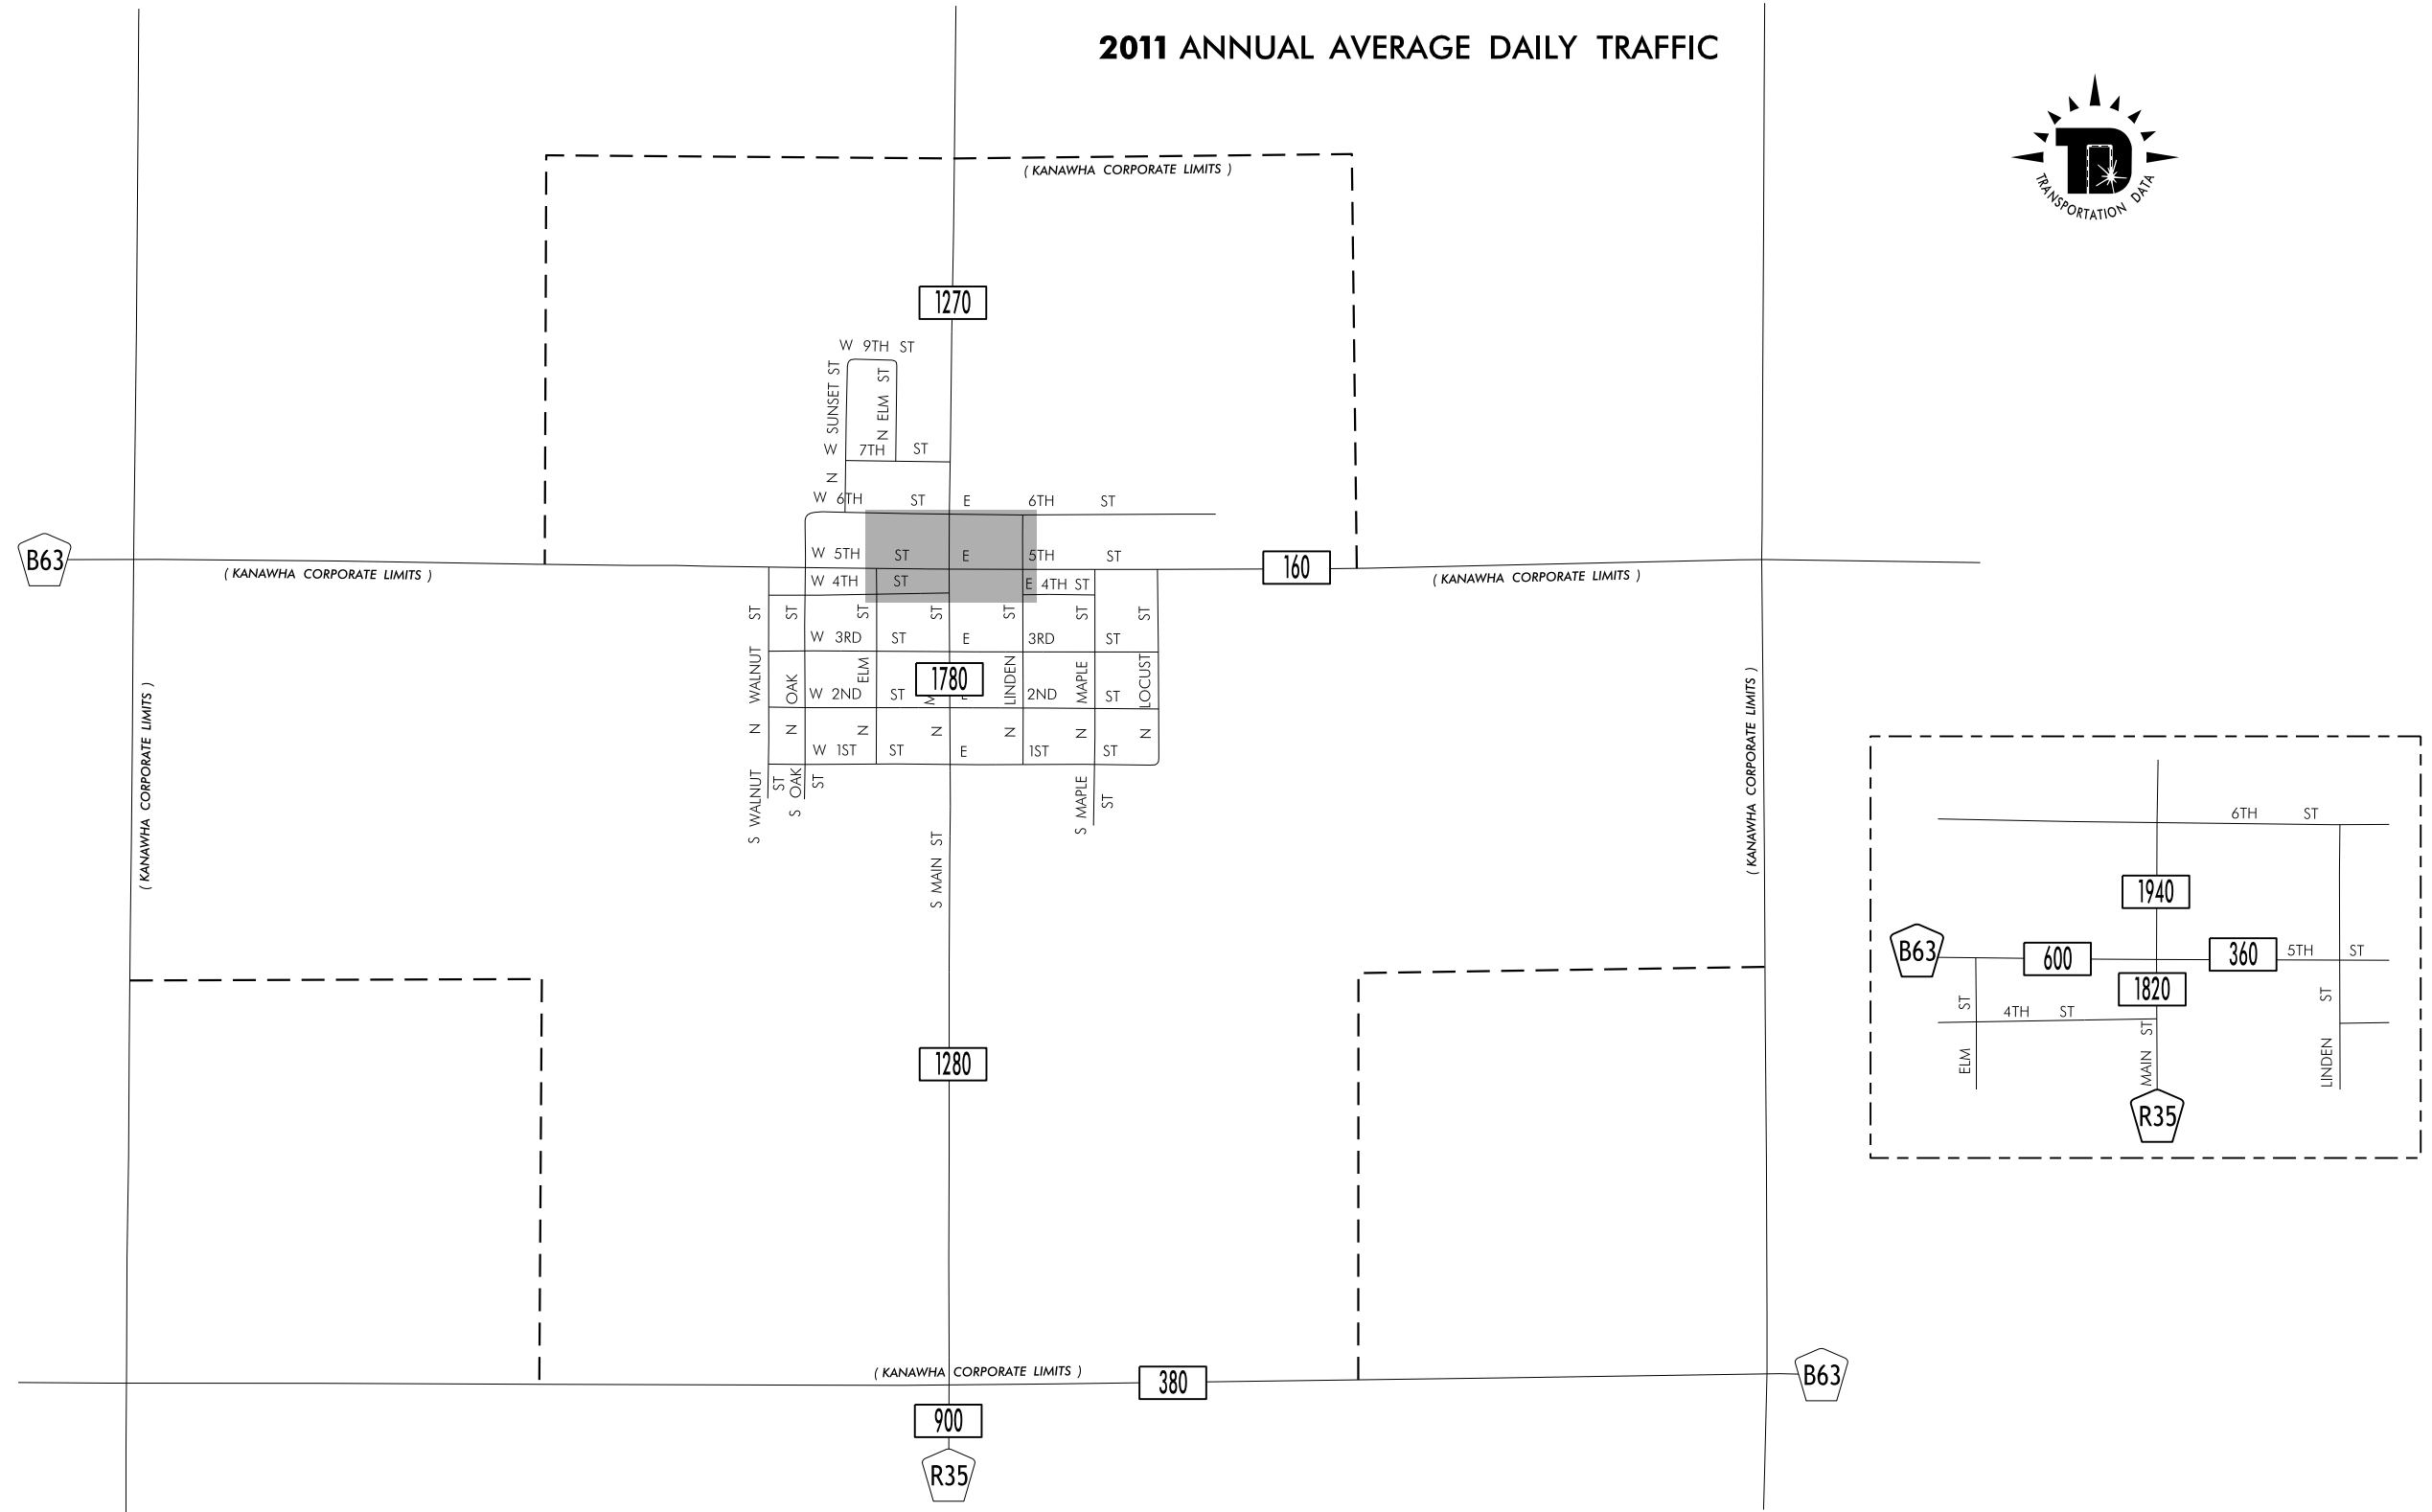 2011 ANNUAL AVERAGE DAILY TRAFFIC
TRANSPORTATION DATA
( KANAWHA CORPORATE LIMITS )
1270
W 9TH ST
N SUNSET ST
N ELM ST
W 7TH ST
W 6TH ST E 6TH ST
B63
W 5TH ST E 5TH ST
160
( KANAWHA CORPORATE LIMITS )
( KANAWHA CORPORATE LIMITS )
W 4TH ST E 4TH ST
N WALNUT ST
N OAK ST
N ELM ST
N ST
N LINDEN ST
N MAPLE ST
N LOCUST ST
W 3RD ST E 3RD ST
1780
W 2ND ST 2ND ST
W 1ST ST E 1ST ST
S WALNUT ST
S OAK ST
S MAPLE ST
S MAIN ST
( KANAWHA CORPORATE LIMITS )
( KANAWHA CORPORATE LIMITS )
6TH ST
1940
B63
600
360
5TH ST
1820
4TH ST
ELM ST
MAIN ST
LINDEN ST
R35
1280
( KANAWHA CORPORATE LIMITS )
380
B63
900
R35